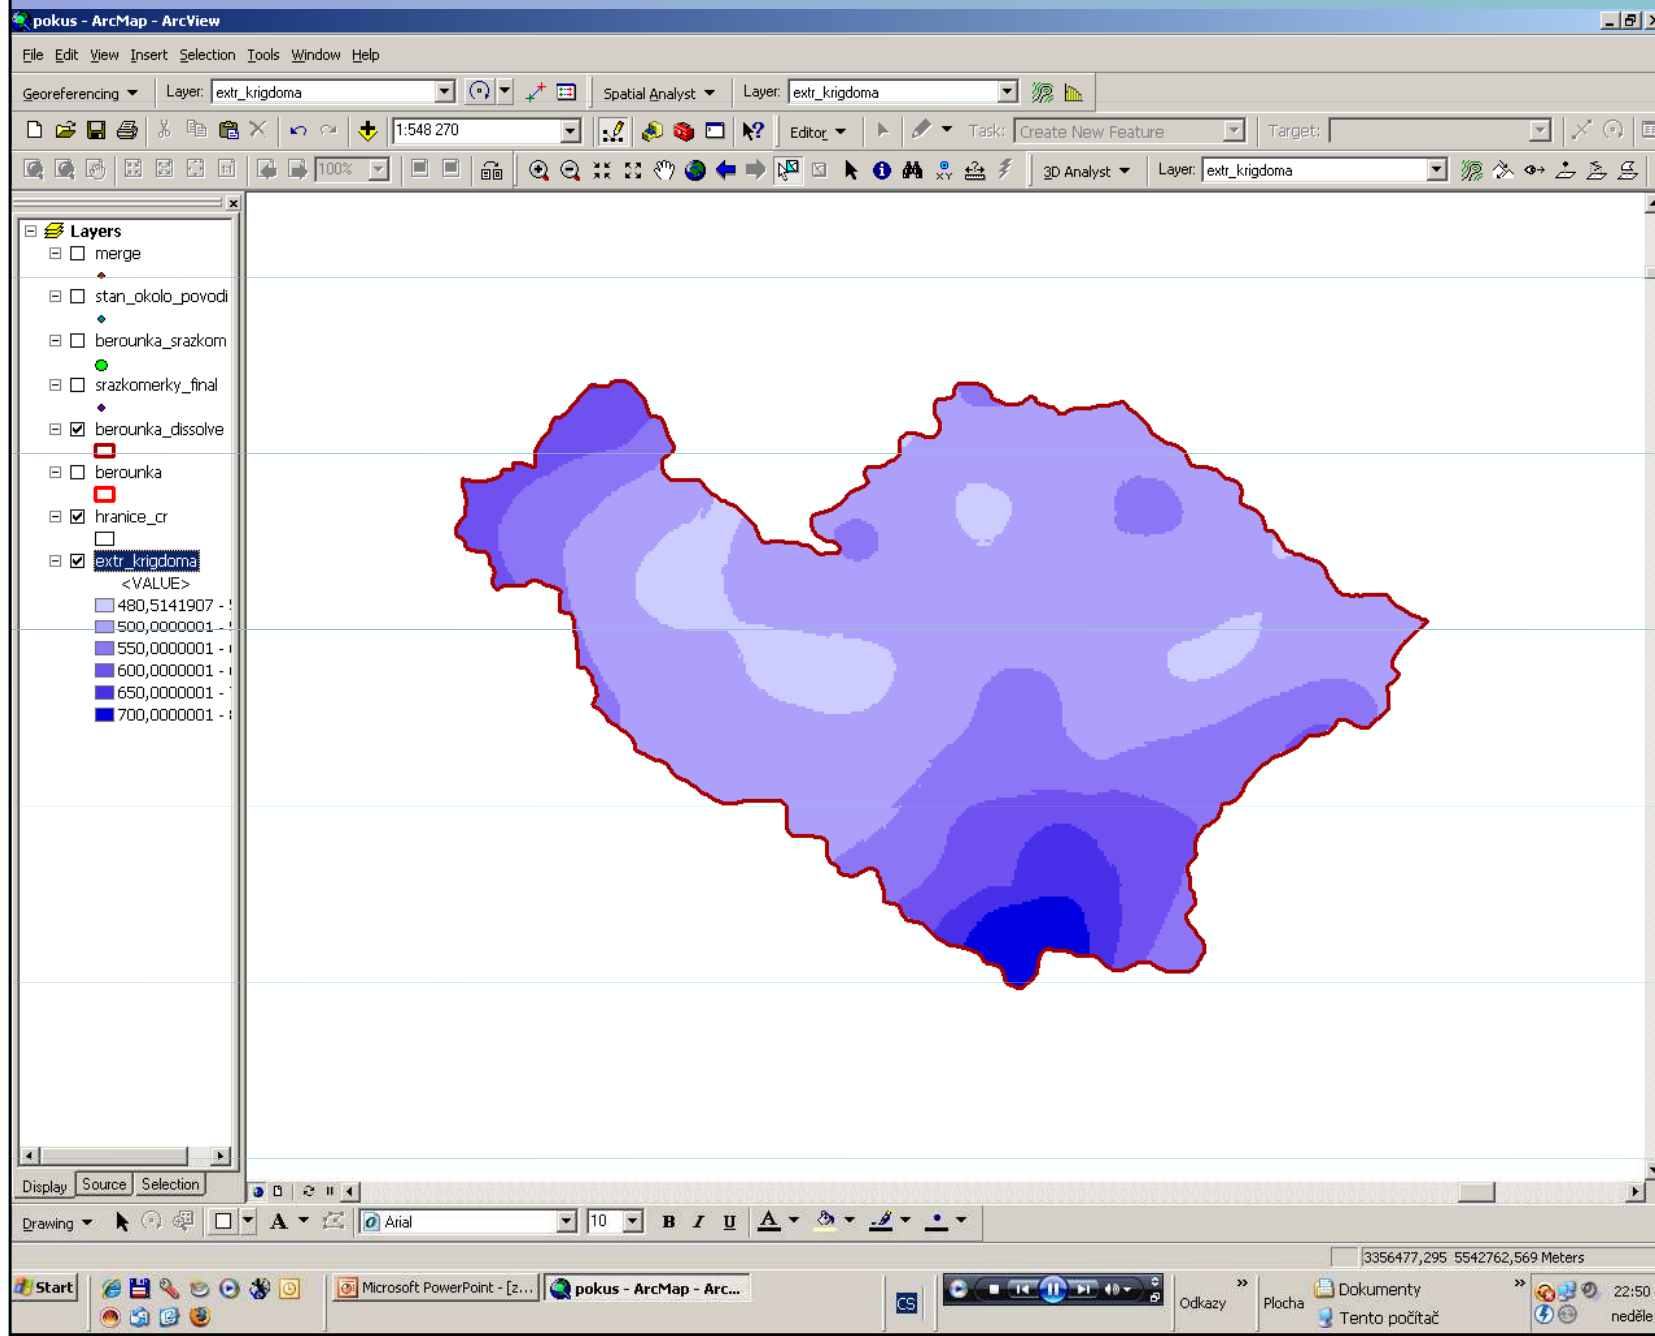 pokus - ArcMap - ArcView
File Edit View Insert Selection Tools Window Help
Georeferencing Layer: extr_krigdoma Spatial Analyst Layer: extr_krigdoma
1:548 270 Editor Task: Create New Feature Target:
100% 3D Analyst Layer: extr_krigdoma
Layers
merge
stan_okolo_povodi
berounka_srazkom
srazkomerky_final
berounka_dissolve
berounka
hranice_cr
extr_krigdoma
<VALUE>
480,5141907 -
500,0000001 -
550,0000001 -
600,0000001 -
650,0000001 -
700,0000001 -
Display Source Selection
Drawing A Arial 10 B I U A
3356477,295 5542762,569 Meters
Start Microsoft PowerPoint - [z... pokus - ArcMap - Arc... CS Odkazy Plocha Dokumenty Tento počítač 22:50 neděle